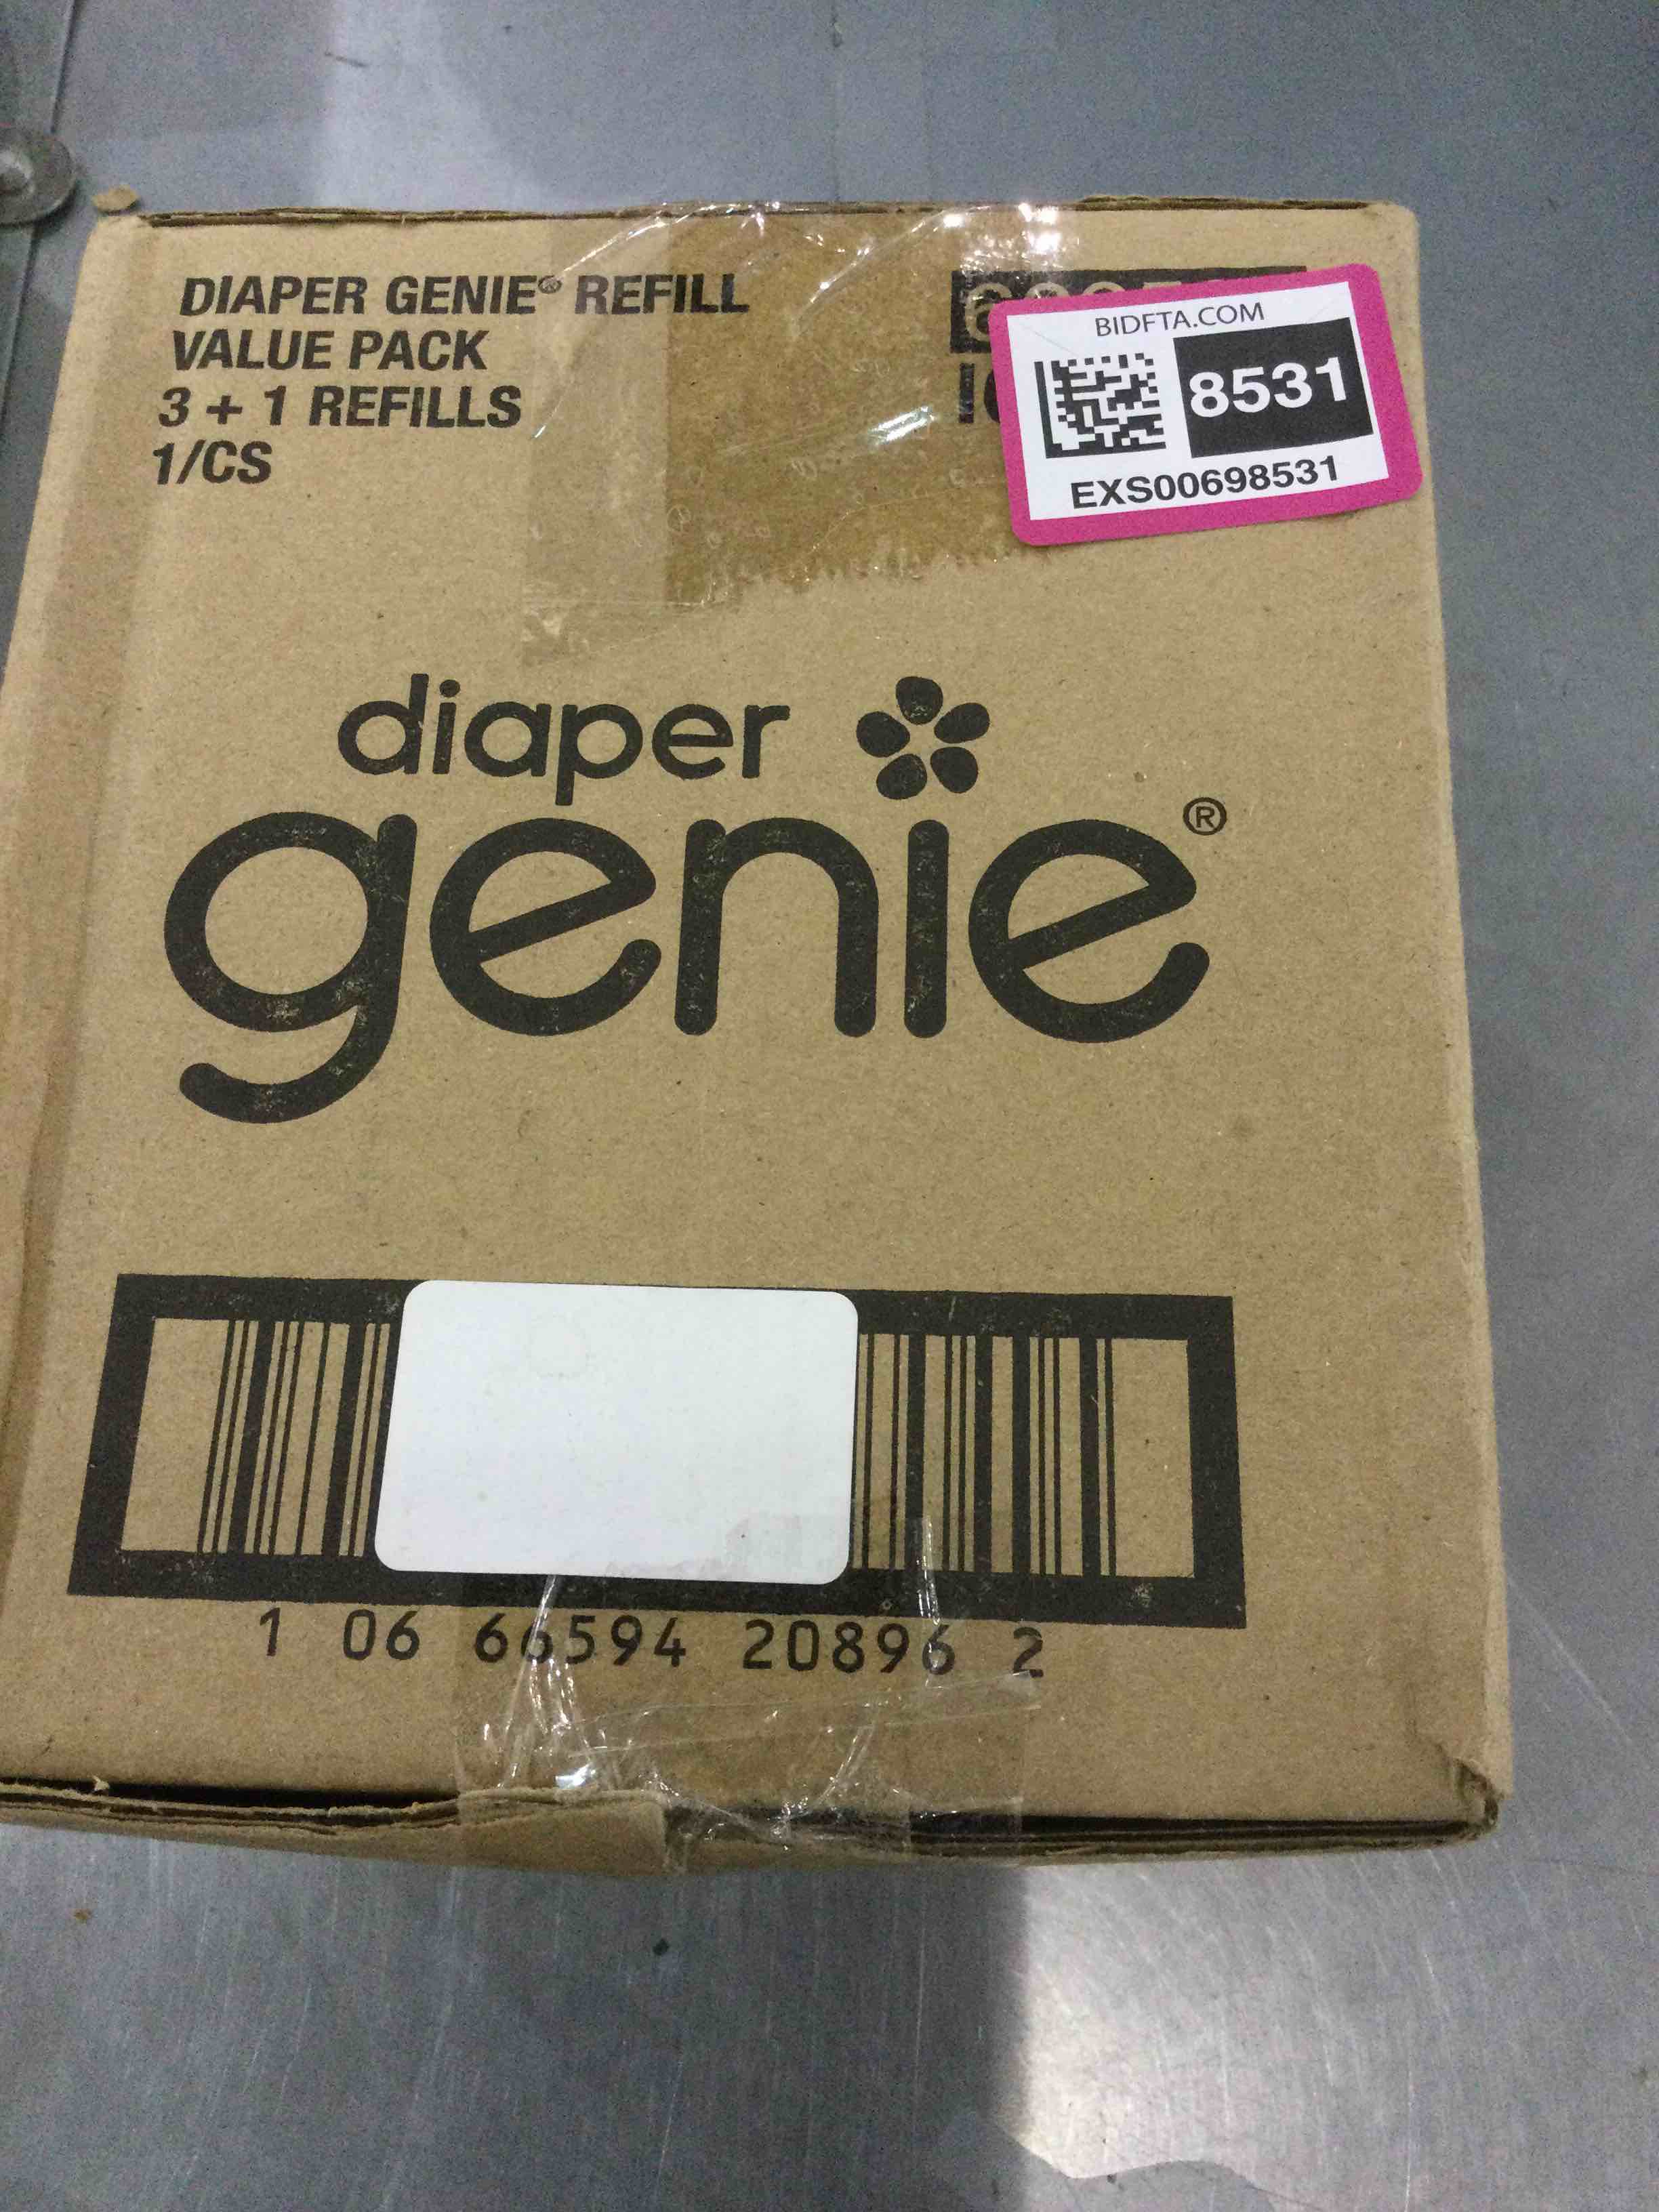 DIAPER GENIE® REFILL
VALUE PACK
3 + 1 REFILLS
1/CS
BIDFTA.COM
8531
EXS00698531
diaper
genie®
1 06 66594 20896 2